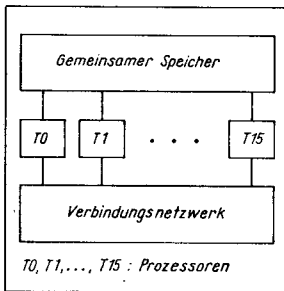 Gemeinsamer Speicher
T0 T1 . . . T15
Verbindungsnetzwerk
T0, T1,..., T15 : Prozessoren